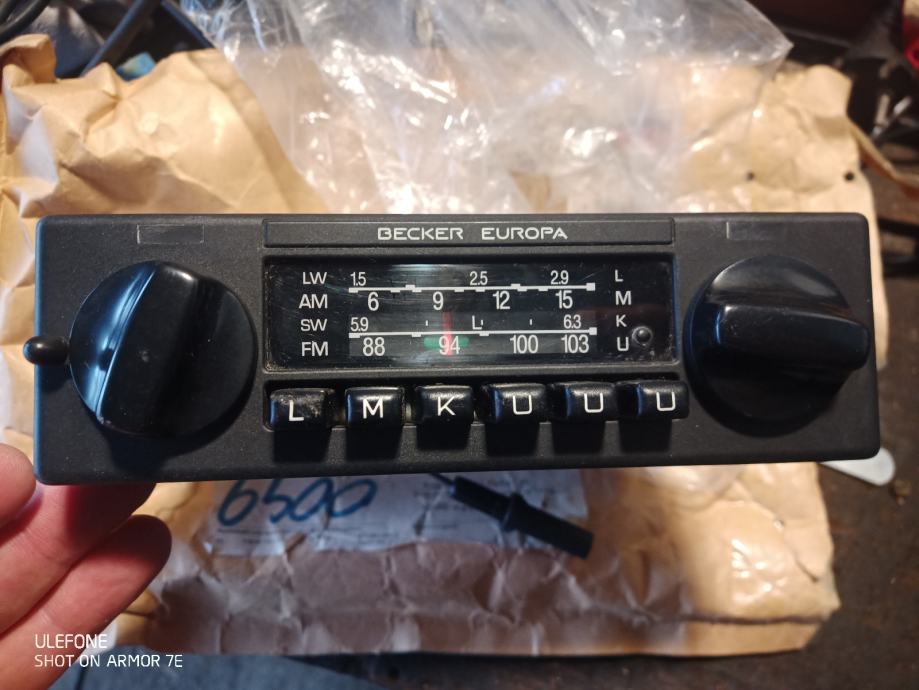 BECKER EUROPA
LW 1.5 2.5 2.9 L
AM 6 9 12 15 M
SW 5.9 L 6.3 K
FM 88 94 100 103 U
L M K U U U
6500
ULEFONE
SHOT ON ARMOR 7E